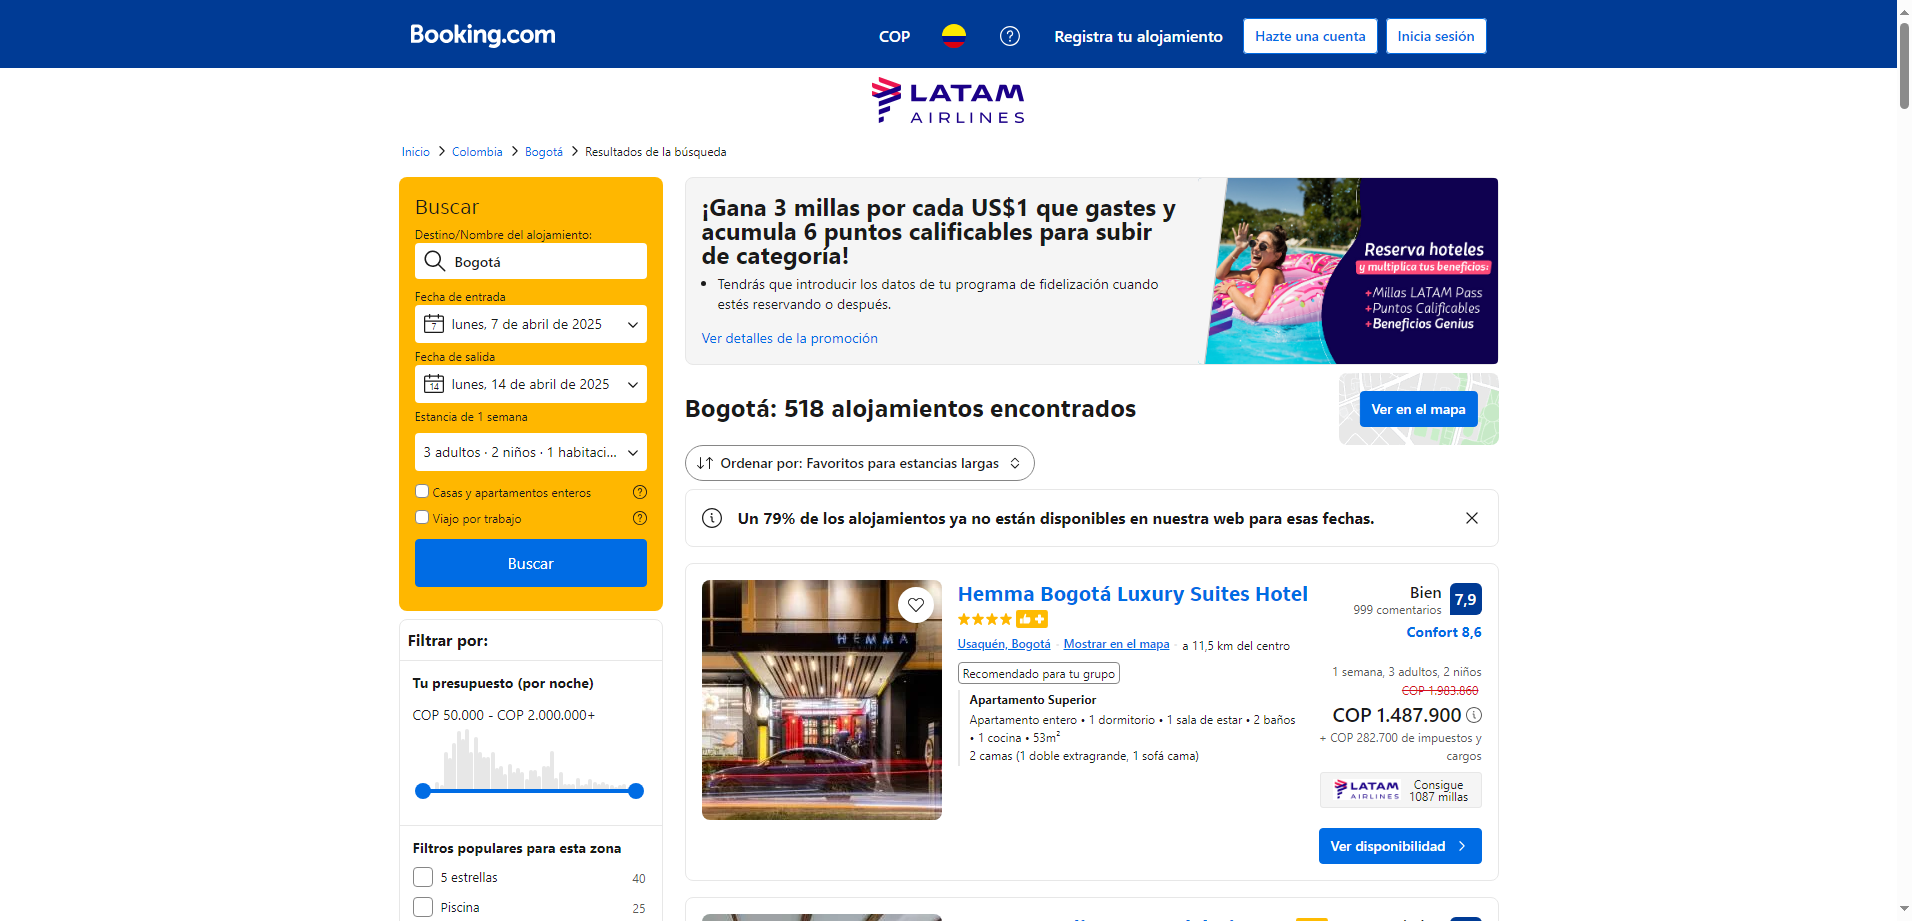 Booking.com
COP
Registra tu alojamiento
Hazte una cuenta
Inicia sesión
LATAM
AIRLINES
Inicio > Colombia > Bogotá > Resultados de la búsqueda
Buscar
Destino/Nombre del alojamiento:
Bogotá
Fecha de entrada
7
lunes, 7 de abril de 2025
Fecha de salida
14
lunes, 14 de abril de 2025
Estancia de 1 semana
3 adultos · 2 niños · 1 habitaci...
Casas y apartamentos enteros
Viajo por trabajo
Buscar
Filtrar por:
Tu presupuesto (por noche)
COP 50.000 - COP 2.000.000+
Filtros populares para esta zona
5 estrellas 40
Piscina 25
¡Gana 3 millas por cada US$1 que gastes y
acumula 6 puntos calificables para subir
de categoría!
• Tendrás que introducir los datos de tu programa de fidelización cuando
estés reservando o después.
Ver detalles de la promoción
Reserva hoteles
y multiplica tus beneficios:
+Millas LATAM Pass
+Puntos Calificables
+Beneficios Genius
Bogotá: 518 alojamientos encontrados
Ver en el mapa
Ordenar por: Favoritos para estancias largas
Un 79% de los alojamientos ya no están disponibles en nuestra web para esas fechas.
HEMMA
Hemma Bogotá Luxury Suites Hotel
Usaquén, Bogotá · Mostrar en el mapa · a 11,5 km del centro
Recomendado para tu grupo
Apartamento Superior
Apartamento entero • 1 dormitorio • 1 sala de estar • 2 baños
• 1 cocina • 53m²
2 camas (1 doble extragrande, 1 sofá cama)
Bien
7,9
999 comentarios
Confort 8,6
1 semana, 3 adultos, 2 niños
COP 1.983.860
COP 1.487.900
+ COP 282.700 de impuestos y
cargos
LATAM
AIRLINES
Consigue
1087 millas
Ver disponibilidad